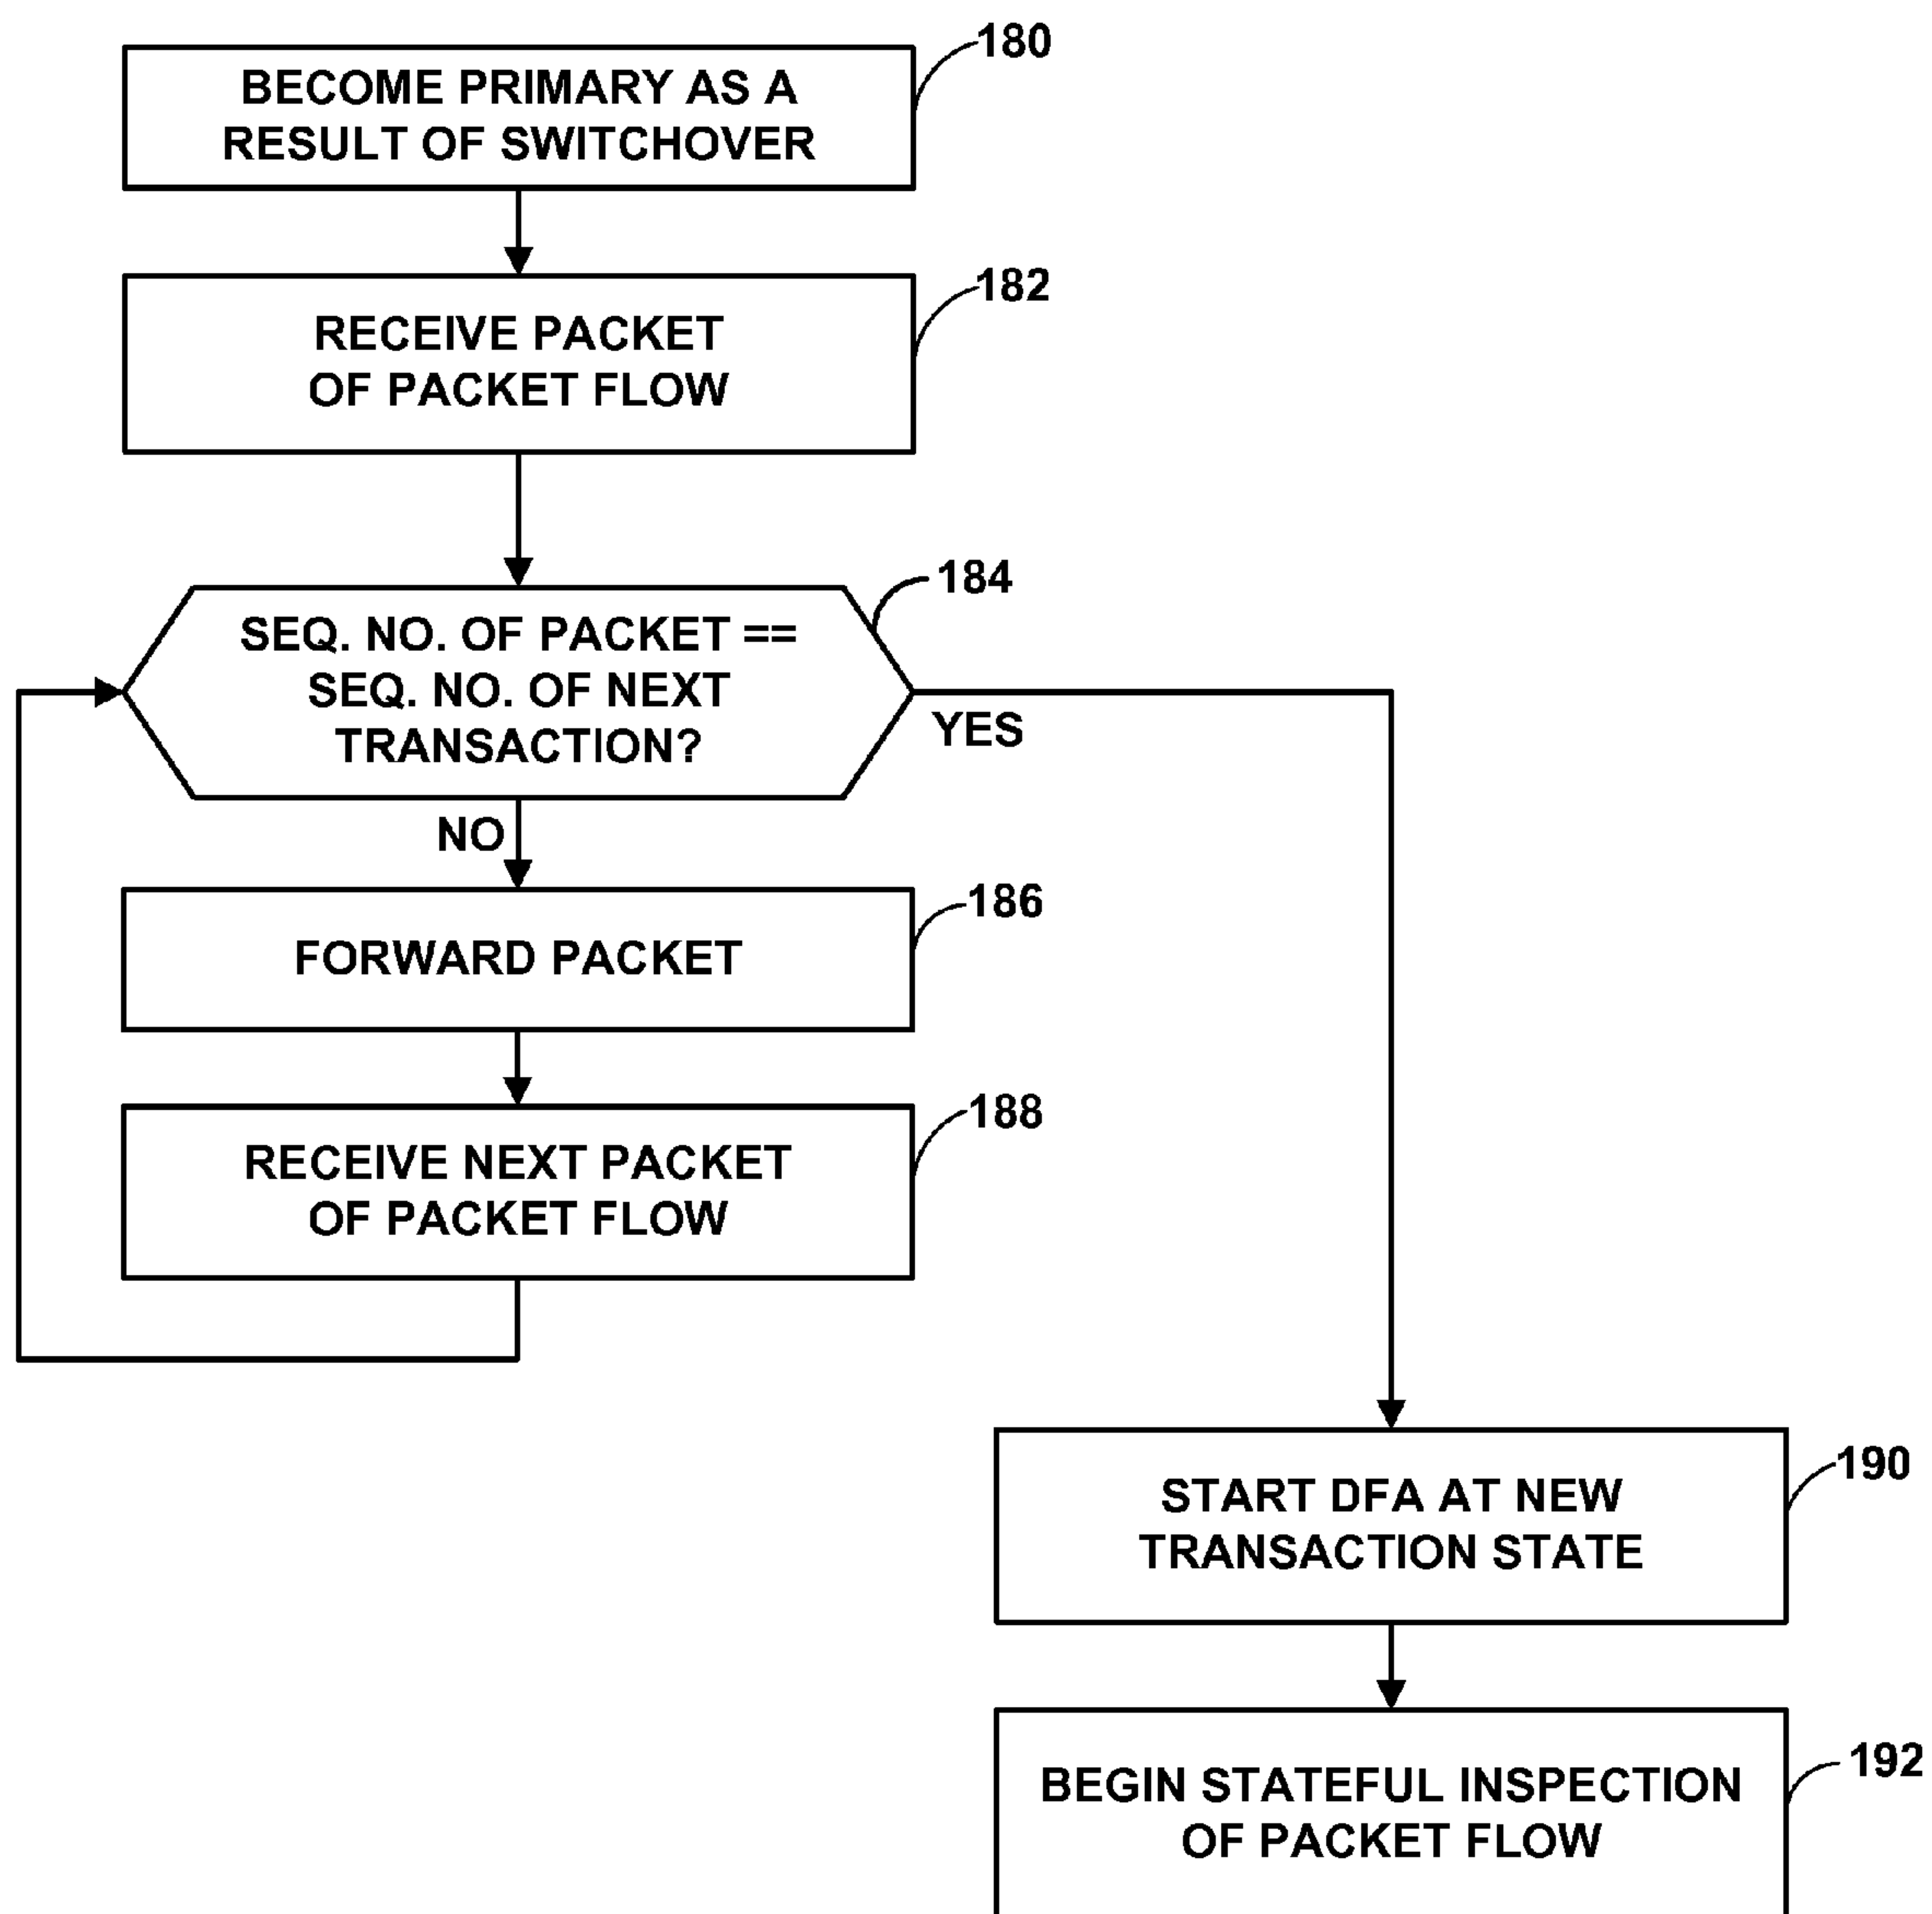 180
BECOME PRIMARY AS A
RESULT OF SWITCHOVER
182
RECEIVE PACKET
OF PACKET FLOW
184
SEQ. NO. OF PACKET ==
SEQ. NO. OF NEXT
TRANSACTION?
YES
NO
186
FORWARD PACKET
188
RECEIVE NEXT PACKET
OF PACKET FLOW
190
START DFA AT NEW
TRANSACTION STATE
192
BEGIN STATEFUL INSPECTION
OF PACKET FLOW